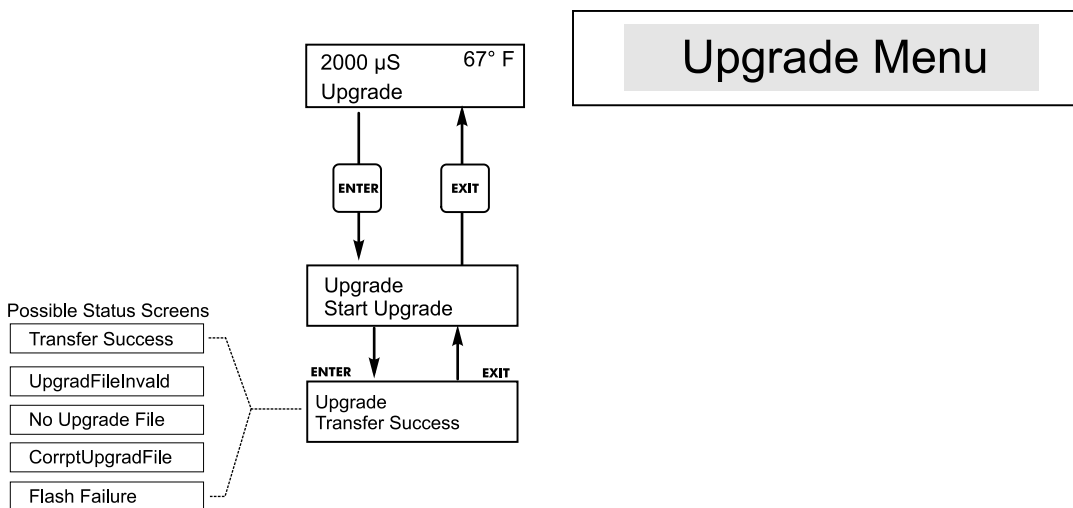 Upgrade Menu
2000 µS 67° F
Upgrade
ENTER EXIT
Upgrade
Start Upgrade
ENTER EXIT
Upgrade
Transfer Success
Possible Status Screens
Transfer Success
UpgradFileInvald
No Upgrade File
CorrptUpgradFile
Flash Failure